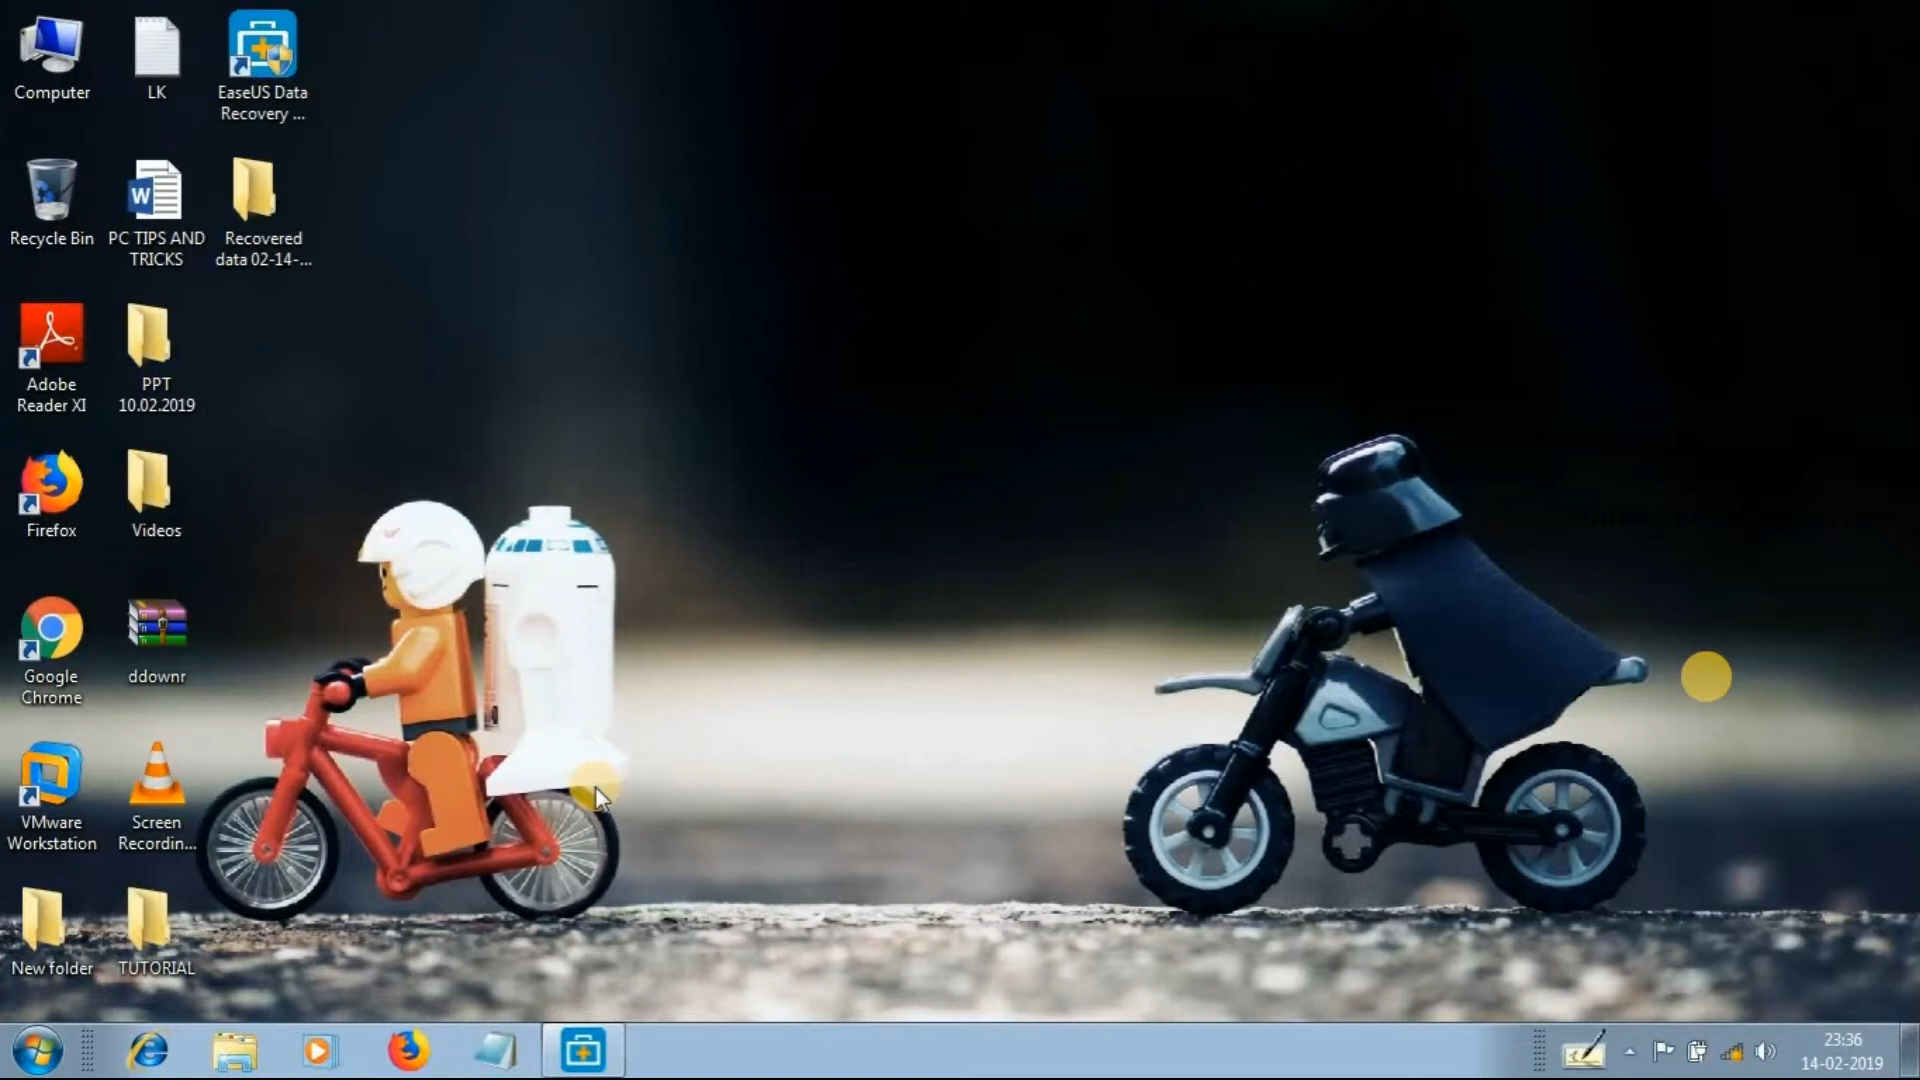 Computer
LK
EaseUS Data
Recovery ...
Recycle Bin
PC TIPS AND
TRICKS
Recovered
data 02-14-...
Adobe
Reader XI
PPT
10.02.2019
Firefox
Videos
Google
Chrome
ddownr
VMware
Workstation
Screen
Recordin...
New folder
TUTORIAL
23:36
14-02-2019